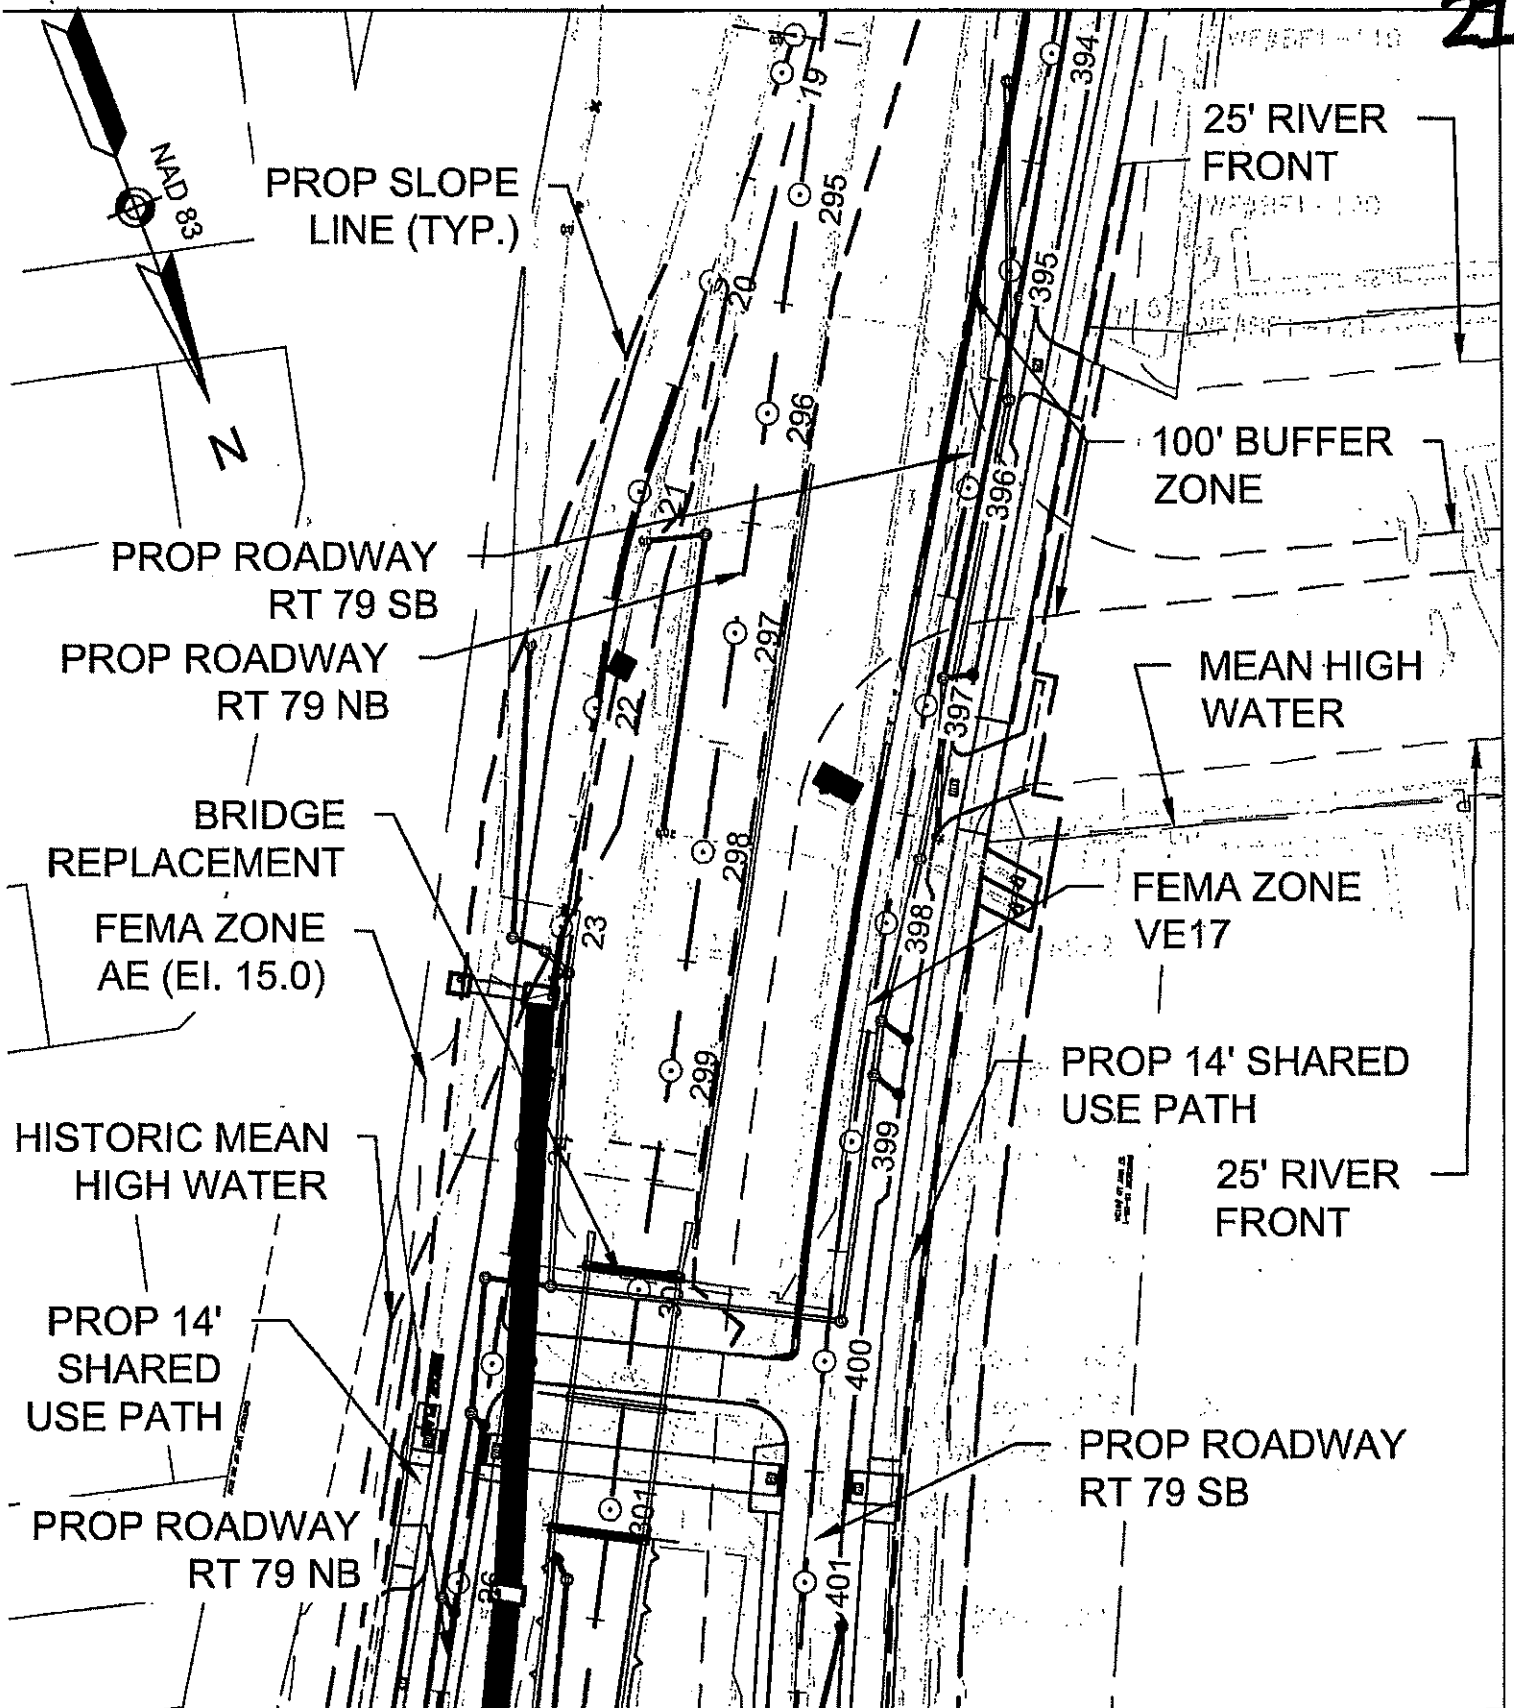 21
394
25' RIVER
FRONT
NAD 83
PROP SLOPE
LINE (TYP.)
19
295
20
395
N
296
100' BUFFER
ZONE
21
396
PROP ROADWAY
RT 79 SB
297
PROP ROADWAY
RT 79 NB
22
397
MEAN HIGH
WATER
BRIDGE
REPLACEMENT
298
FEMA ZONE
VE17
FEMA ZONE
AE (El. 15.0)
23
398
299
PROP 14' SHARED
USE PATH
HISTORIC MEAN
HIGH WATER
399
25' RIVER
FRONT
PROP 14'
SHARED
USE PATH
400
PROP ROADWAY
RT 79 SB
301
PROP ROADWAY
RT 79 NB
401